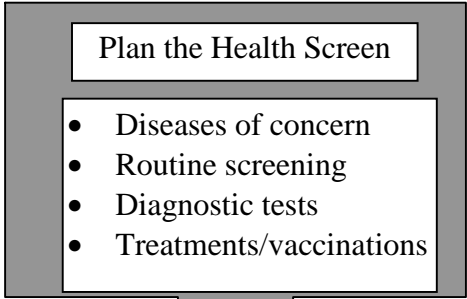 Plan the Health Screen
• Diseases of concern
• Routine screening
• Diagnostic tests
• Treatments/vaccinations